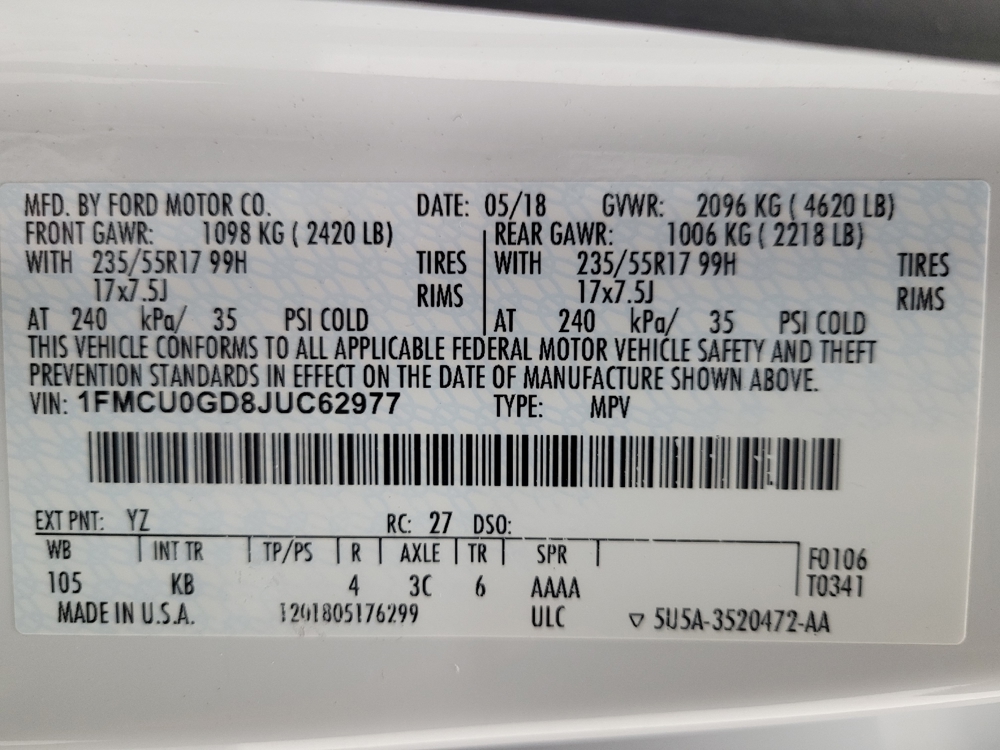 MFD. BY FORD MOTOR CO. DATE: 05/18 GVWR: 2096 KG ( 4620 LB)
FRONT GAWR: 1098 KG ( 2420 LB) REAR GAWR: 1006 KG ( 2218 LB)
WITH 235/55R17 99H TIRES WITH 235/55R17 99H TIRES
17x7.5J RIMS 17x7.5J RIMS
AT 240 kPa/ 35 PSI COLD AT 240 kPa/ 35 PSI COLD
THIS VEHICLE CONFORMS TO ALL APPLICABLE FEDERAL MOTOR VEHICLE SAFETY AND THEFT
PREVENTION STANDARDS IN EFFECT ON THE DATE OF MANUFACTURE SHOWN ABOVE.
VIN: 1FMCU0GD8JUC62977 TYPE: MPV
EXT PNT: YZ RC: 27 DSO:
WB INT TR TP/PS R AXLE TR SPR F0106
105 KB 4 3C 6 AAAA T0341
MADE IN U.S.A. 1201805176299 ULC ▽ 5U5A-3520472-AA